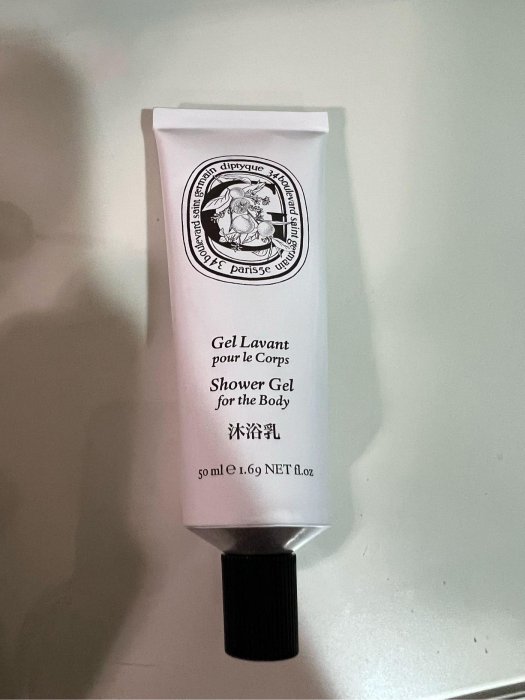 diptyque 34 boulevard saint germain paris5e 34 boulevard saint germain
Gel Lavant
pour le Corps
Shower Gel
for the Body
沐浴乳
50 ml ℮ 1.69 NET fl.oz